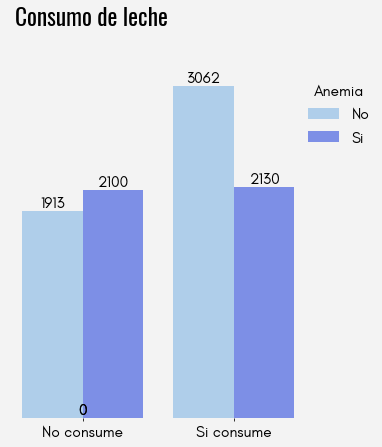 Consumo de leche
3062
Anemia
No
Si
1913
2100
2130
0
No consume
Si consume